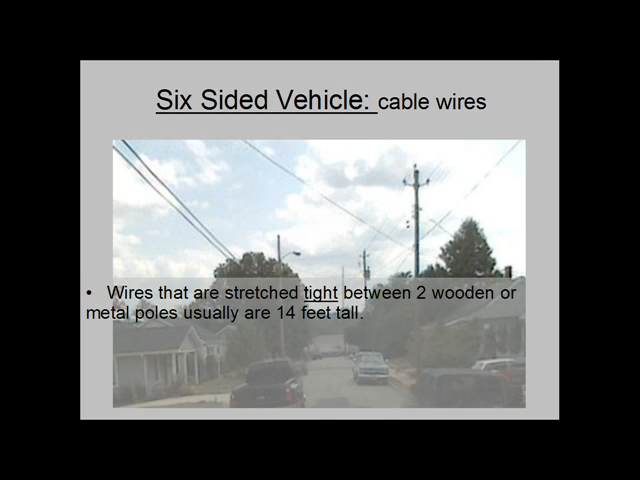 Six Sided Vehicle: cable wires
• Wires that are stretched tight between 2 wooden or
metal poles usually are 14 feet tall.